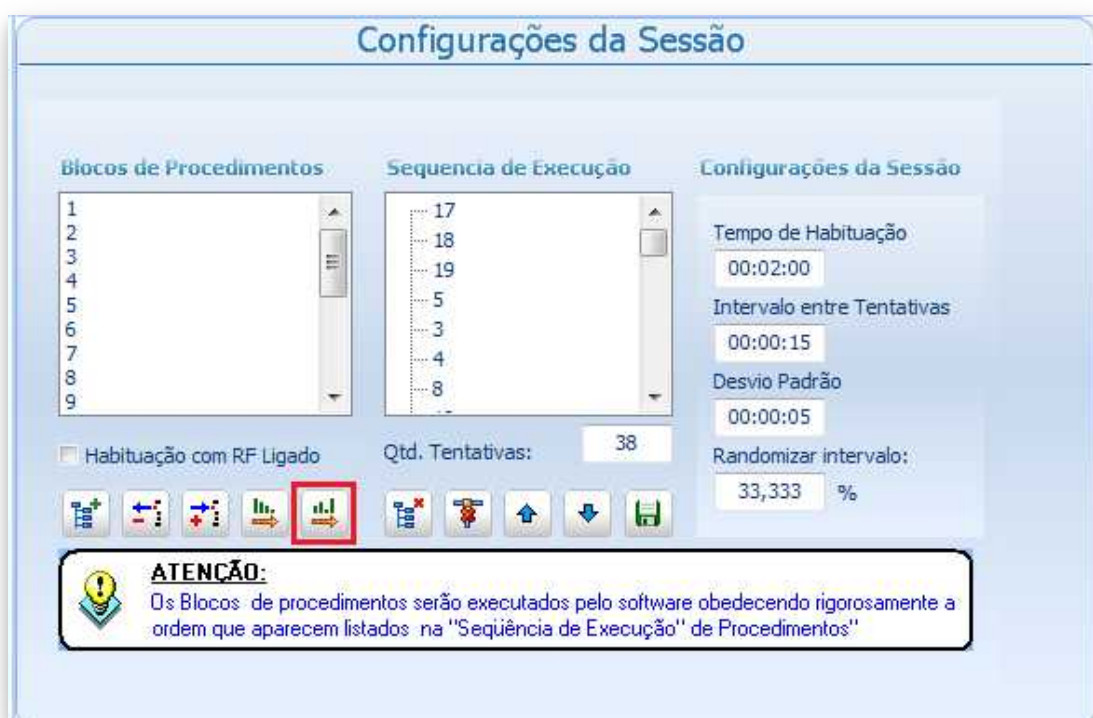 Configurações da Sessão
Blocos de Procedimentos
1
2
3
4
5
6
7
8
9
Habituação com RF Ligado
Sequencia de Execução
17
18
19
5
3
4
8
Qtd. Tentativas: 38
Configurações da Sessão
Tempo de Habituação
00:02:00
Intervalo entre Tentativas
00:00:15
Desvio Padrão
00:00:05
Randomizar intervalo:
33,333 %
ATENÇÃO:
Os Blocos de procedimentos serão executados pelo software obedecendo rigorosamente a
ordem que aparecem listados na "Seqüência de Execução" de Procedimentos"